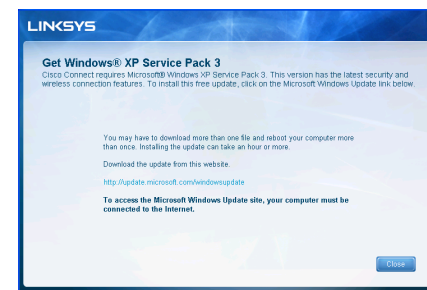 LINKSYS
Get Windows® XP Service Pack 3
Cisco Connect requires Microsoft® Windows XP Service Pack 3. This version has the latest security and
wireless connection features. To install this free update, click on the Microsoft Windows Update link below.
You may have to download more than one file and reboot your computer more
than once. Installing the update can take an hour or more.
Download the update from this website.
http://update.microsoft.com/windowsupdate
To access the Microsoft Windows Update site, your computer must be
connected to the Internet.
Close